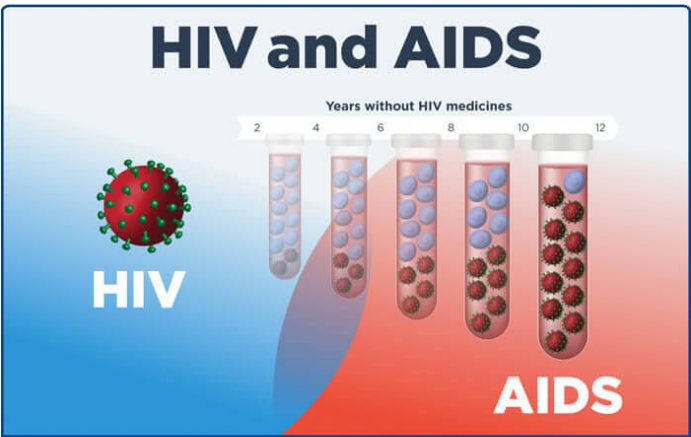 HIV and AIDS
Years without HIV medicines
2 4 6 8 10 12
HIV
AIDS